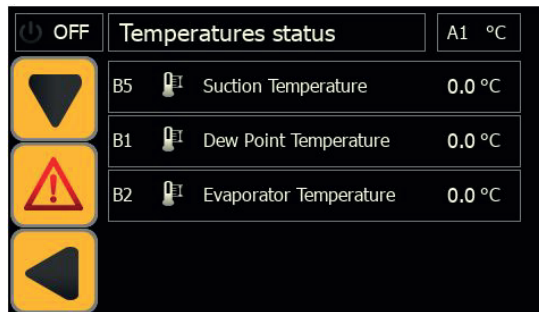 OFF Temperatures status A1 °C
B5 Suction Temperature 0.0 °C
B1 Dew Point Temperature 0.0 °C
B2 Evaporator Temperature 0.0 °C